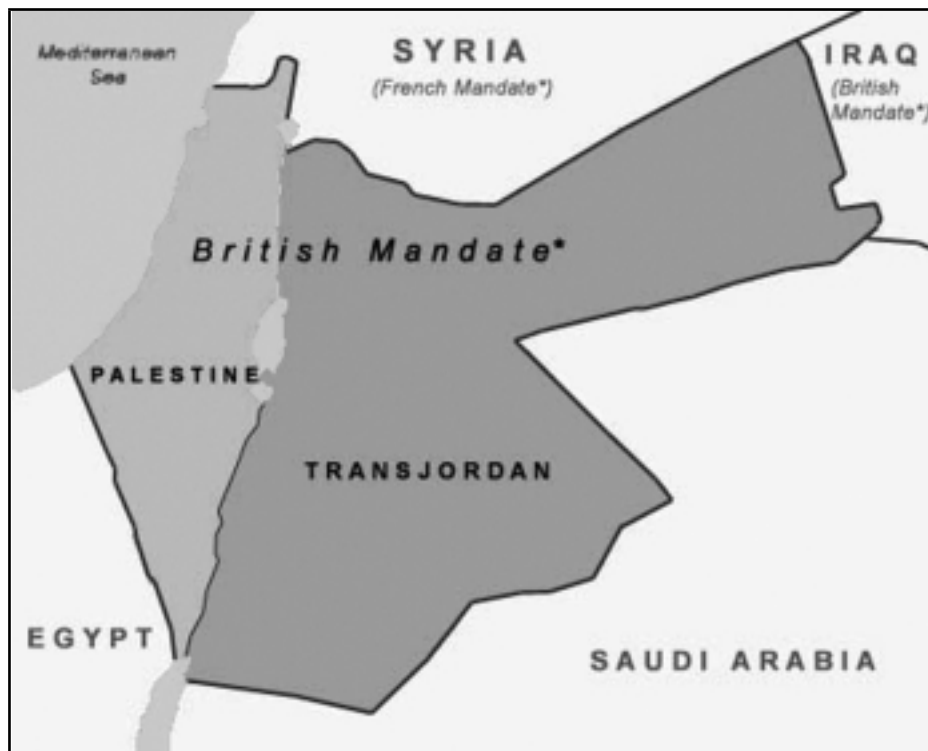 Mediterranean
Sea
SYRIA
(French Mandate*)
IRAQ
(British
Mandate*)
British Mandate*
PALESTINE
TRANSJORDAN
EGYPT
SAUDI ARABIA